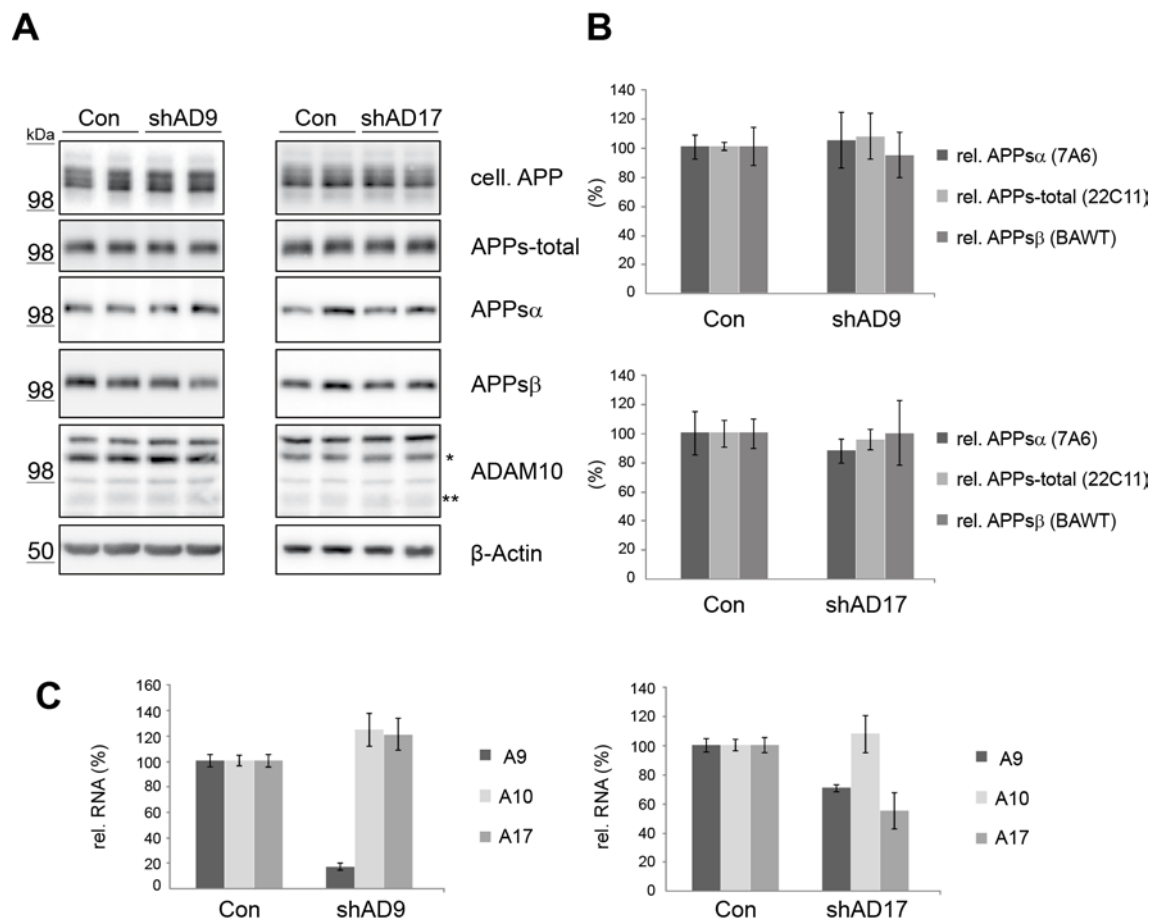 A
Con shAD9 Con shAD17
kDa
98 cell. APP
98 APPs-total
98 APPsα
98 APPsβ
98 ADAM10 * **
50 β-Actin
B
140
120
100
80
60
40
20
0
(%)
Con shAD9
rel. APPsα (7A6)
rel. APPs-total (22C11)
rel. APPsβ (BAWT)
140
120
100
80
60
40
20
0
(%)
Con shAD17
rel. APPsα (7A6)
rel. APPs-total (22C11)
rel. APPsβ (BAWT)
C
160
140
120
100
80
60
40
20
0
rel. RNA (%)
Con shAD9
A9
A10
A17
140
120
100
80
60
40
20
0
rel. RNA (%)
Con shAD17
A9
A10
A17